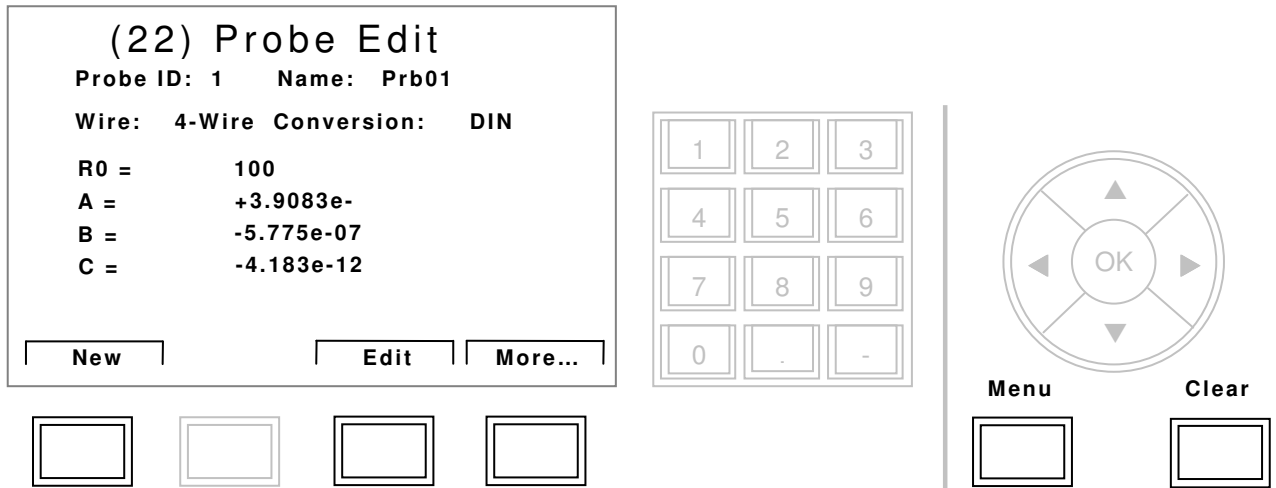 (22) Probe Edit
Probe ID: 1 Name: Prb01
Wire: 4-Wire Conversion: DIN
R0 = 100
A = +3.9083e-
B = -5.775e-07
C = -4.183e-12
New Edit More...
1 2 3
4 5 6
7 8 9
0 . -
OK
Menu Clear